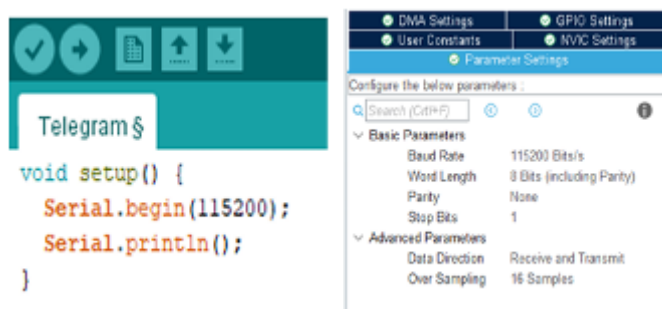 Telegram §
void setup() {
Serial.begin(115200);
Serial.println();
}
DMA Settings
GPIO Settings
User Constants
NVIC Settings
Parameter Settings
Configure the below parameters :
Search (Ctrl+F)
Basic Parameters
Baud Rate 115200 Bits/s
Word Length 8 Bits (including Parity)
Parity None
Stop Bits 1
Advanced Parameters
Data Direction Receive and Transmit
Over Sampling 16 Samples